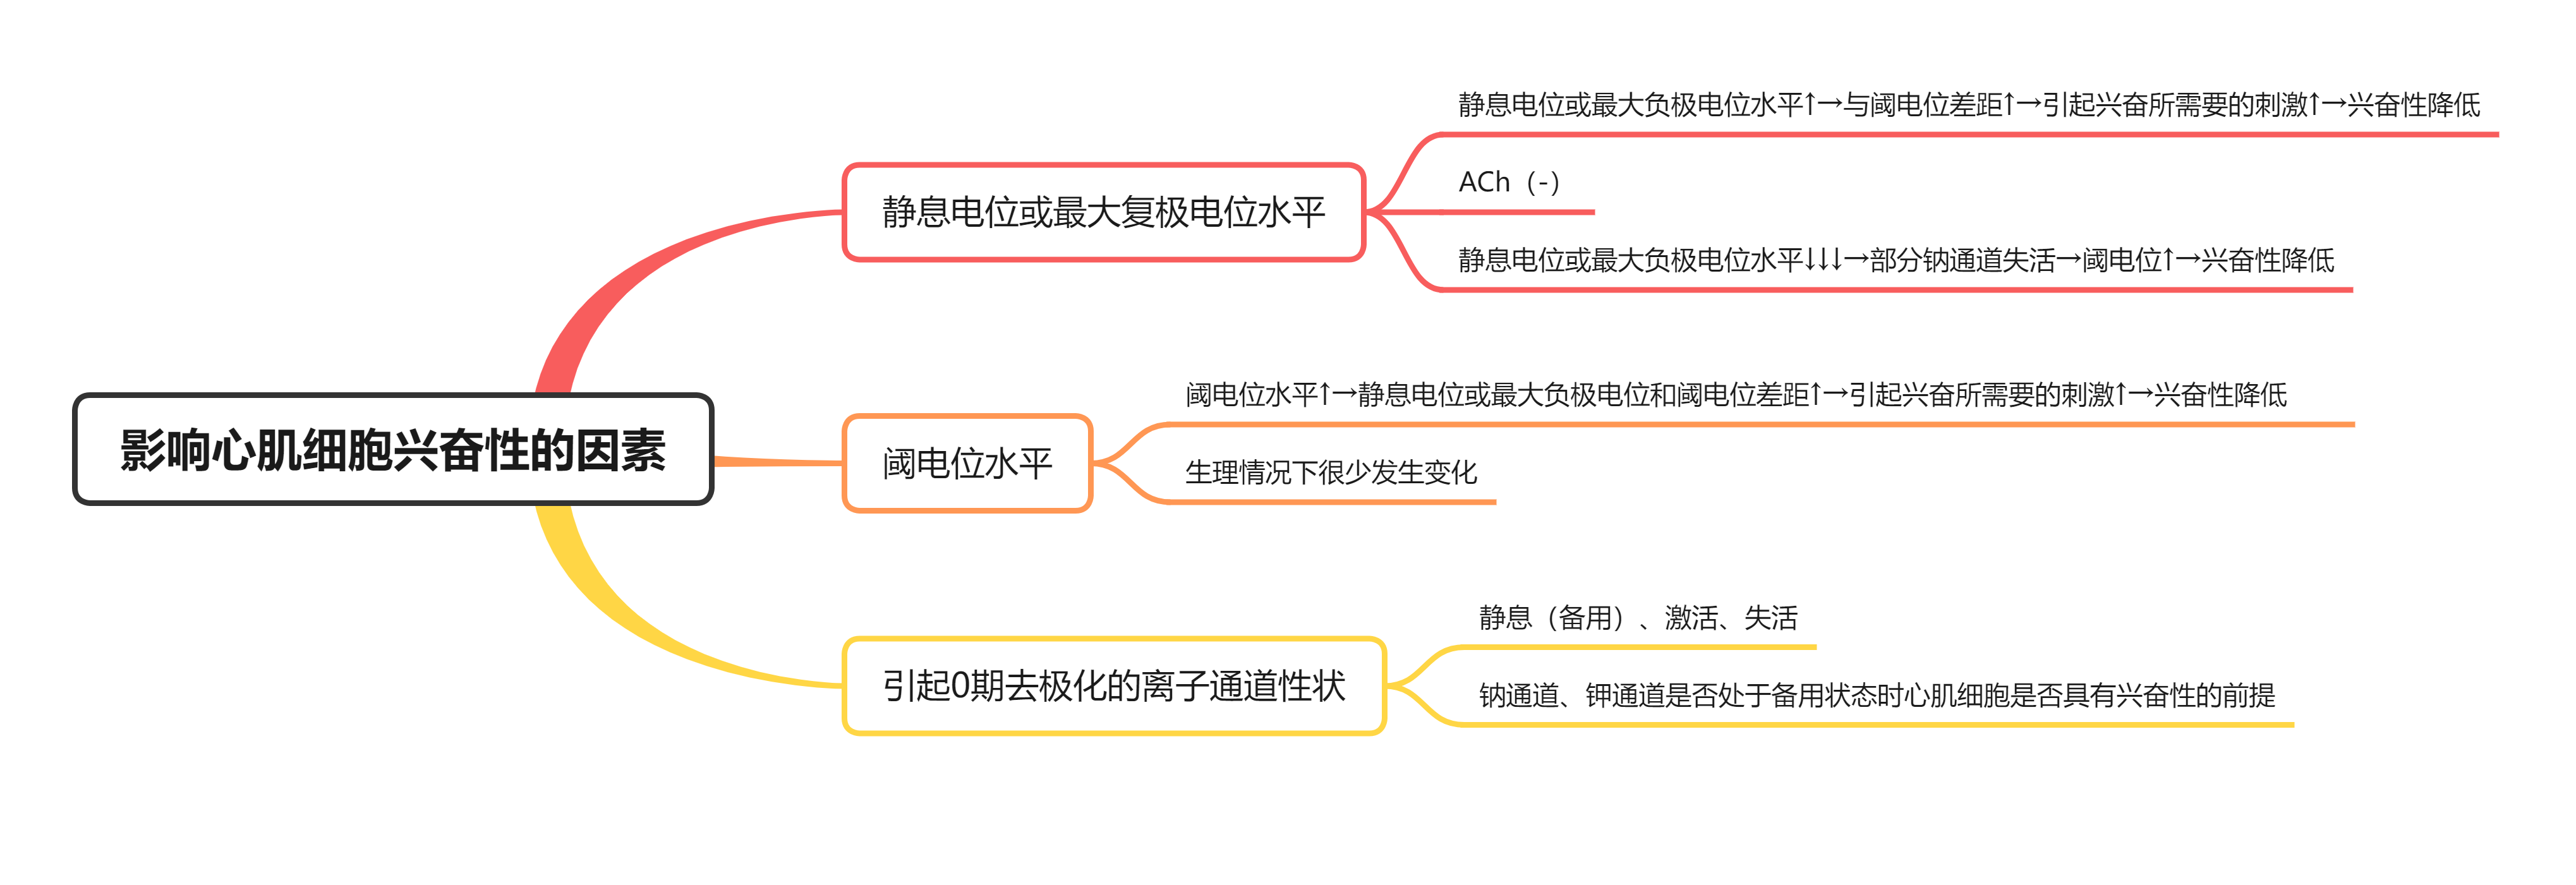 影响心肌细胞兴奋性的因素
静息电位或最大复极电位水平
静息电位或最大负极电位水平↑→与阈电位差距↑→引起兴奋所需要的刺激↑→兴奋性降低
ACh（-）
静息电位或最大负极电位水平↓↓↓→部分钠通道失活→阈电位↑→兴奋性降低
阈电位水平
阈电位水平↑→静息电位或最大负极电位和阈电位差距↑→引起兴奋所需要的刺激↑→兴奋性降低
生理情况下很少发生变化
引起0期去极化的离子通道性状
静息（备用）、激活、失活
钠通道、钾通道是否处于备用状态时心肌细胞是否具有兴奋性的前提